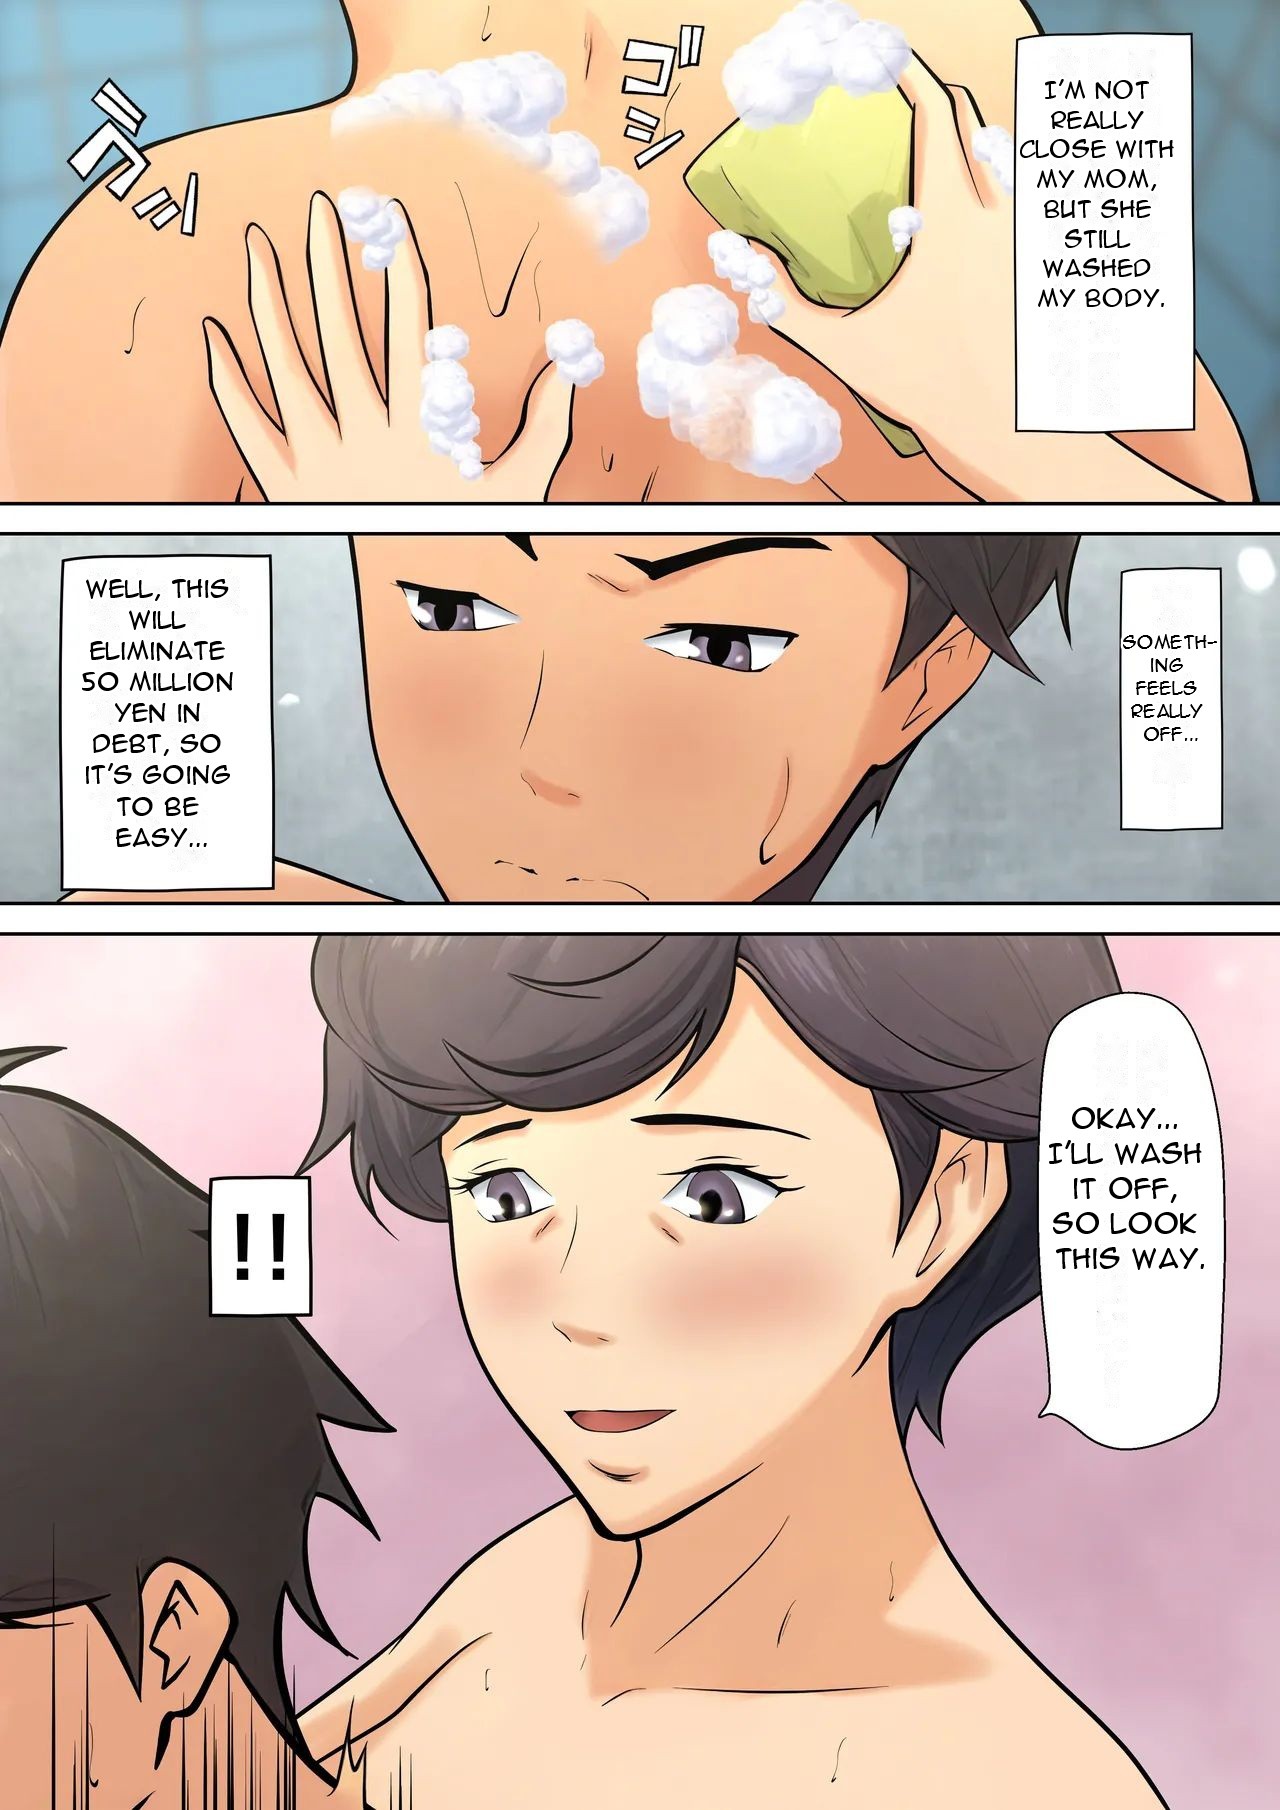 I'M NOT
REALLY
CLOSE WITH
MY MOM,
BUT SHE
STILL
WASHED
MY BODY.
ゴ
シ
ゴ
シ
SOMETH-
ING
FEELS
REALLY
OFF...
WELL, THIS
WILL
ELIMINATE
50 MILLION
YEN IN
DEBT, SO
IT'S GOING
TO BE
EASY...
OKAY...
I'LL WASH
IT OFF,
SO LOOK
THIS WAY.
!!